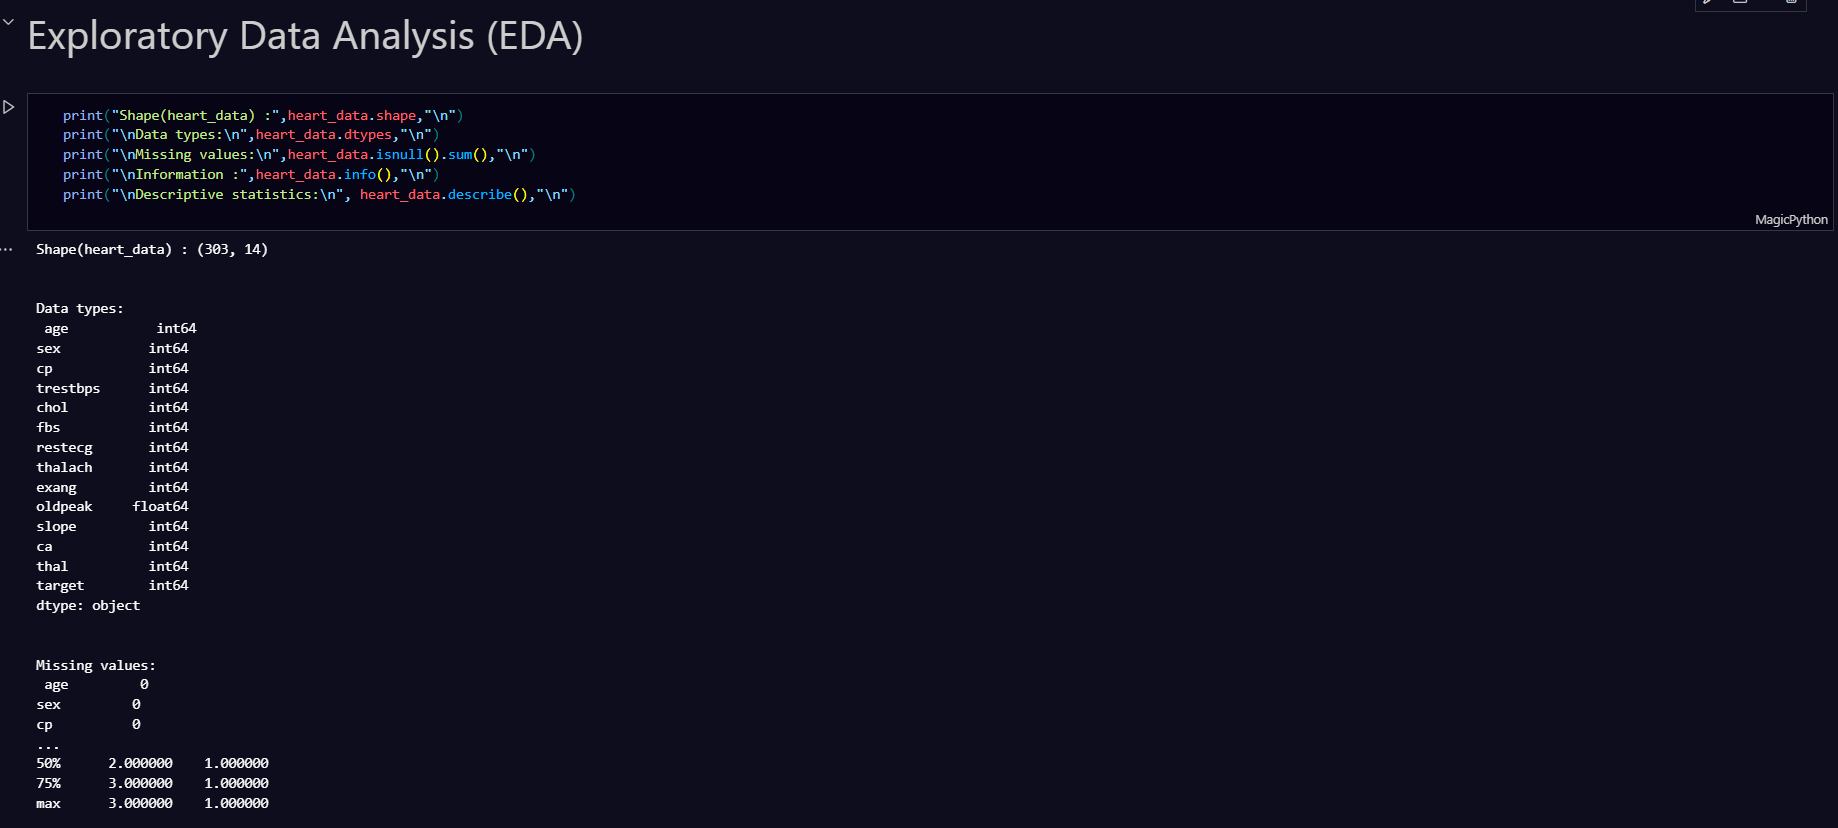 Exploratory Data Analysis (EDA)
print("Shape(heart_data) :",heart_data.shape,"\n")
print("\nData types:\n",heart_data.dtypes,"\n")
print("\nMissing values:\n",heart_data.isnull().sum(),"\n")
print("\nInformation :",heart_data.info(),"\n")
print("\nDescriptive statistics:\n", heart_data.describe(),"\n")
MagicPython
... Shape(heart_data) : (303, 14)
Data types:
 age           int64
sex           int64
cp            int64
trestbps      int64
chol          int64
fbs           int64
restecg       int64
thalach       int64
exang         int64
oldpeak     float64
slope         int64
ca            int64
thal          int64
target        int64
dtype: object
Missing values:
 age         0
sex         0
cp          0
...
50%      2.000000    1.000000
75%      3.000000    1.000000
max      3.000000    1.000000